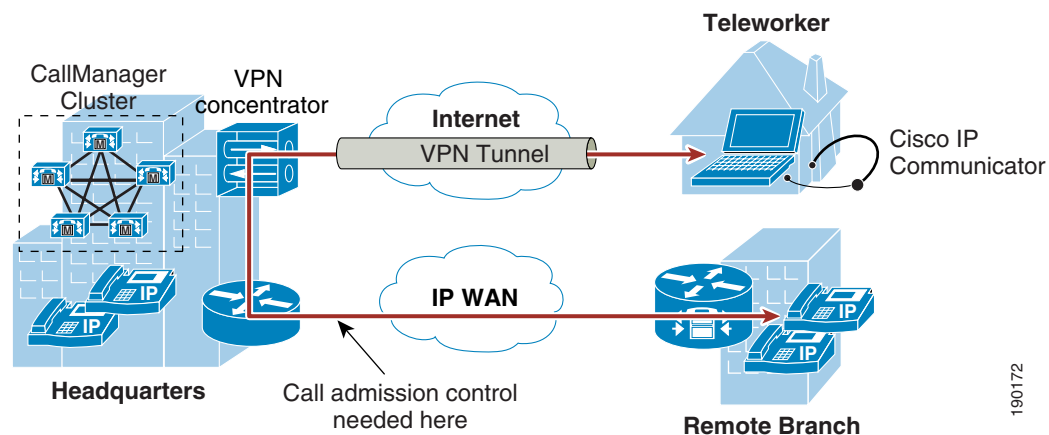 Teleworker
CallManager
Cluster
VPN
concentrator
Internet
VPN Tunnel
Cisco IP
Communicator
M
M
M
M
M
IP
IP
IP WAN
IP
IP
Headquarters
Call admission control
needed here
Remote Branch
190172